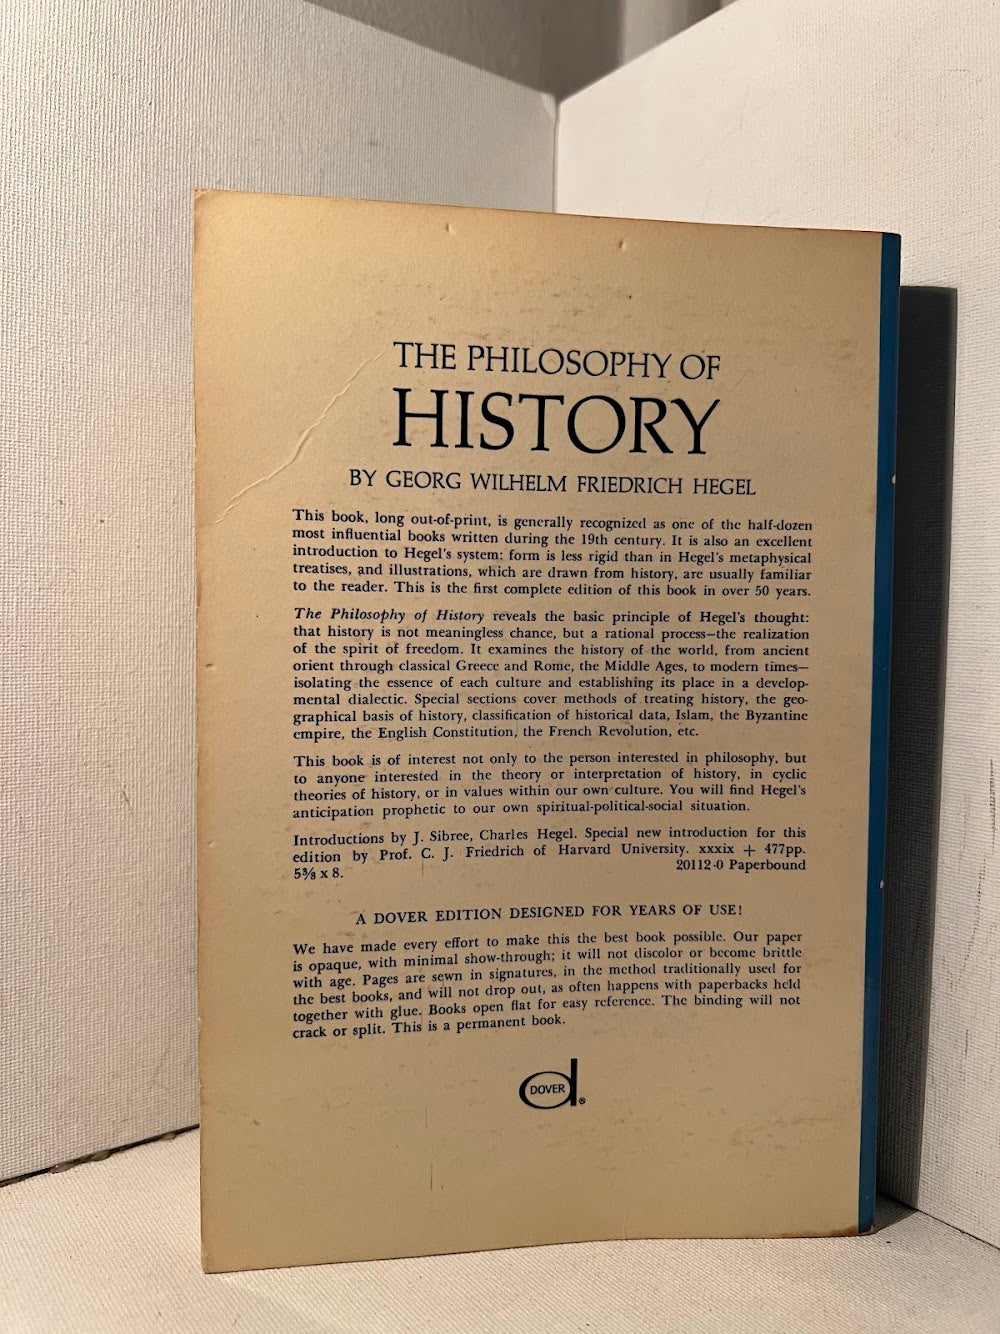 THE PHILOSOPHY OF
HISTORY
BY GEORG WILHELM FRIEDRICH HEGEL
This book, long out-of-print, is generally recognized as one of the half-dozen
most influential books written during the 19th century. It is also an excellent
introduction to Hegel's system: form is less rigid than in Hegel's metaphysical
treatises, and illustrations, which are drawn from history, are usually familiar
to the reader. This is the first complete edition of this book in over 50 years.
The Philosophy of History reveals the basic principle of Hegel's thought:
that history is not meaningless chance, but a rational process—the realization
of the spirit of freedom. It examines the history of the world, from ancient
orient through classical Greece and Rome, the Middle Ages, to modern times—
isolating the essence of each culture and establishing its place in a develop-
mental dialectic. Special sections cover methods of treating history, the geo-
graphical basis of history, classification of historical data, Islam, the Byzantine
empire, the English Constitution, the French Revolution, etc.
This book is of interest not only to the person interested in philosophy, but
to anyone interested in the theory or interpretation of history, in cyclic
theories of history, or in values within our own culture. You will find Hegel's
anticipation prophetic to our own spiritual-political-social situation.
Introductions by J. Sibree, Charles Hegel. Special new introduction for this
edition by Prof. C. J. Friedrich of Harvard University. xxxix + 477pp.
5⅜ x 8. 20112-0 Paperbound
A DOVER EDITION DESIGNED FOR YEARS OF USE!
We have made every effort to make this the best book possible. Our paper
is opaque, with minimal show-through; it will not discolor or become brittle
with age. Pages are sewn in signatures, in the method traditionally used for
the best books, and will not drop out, as often happens with paperbacks held
together with glue. Books open flat for easy reference. The binding will not
crack or split. This is a permanent book.
DOVER ®